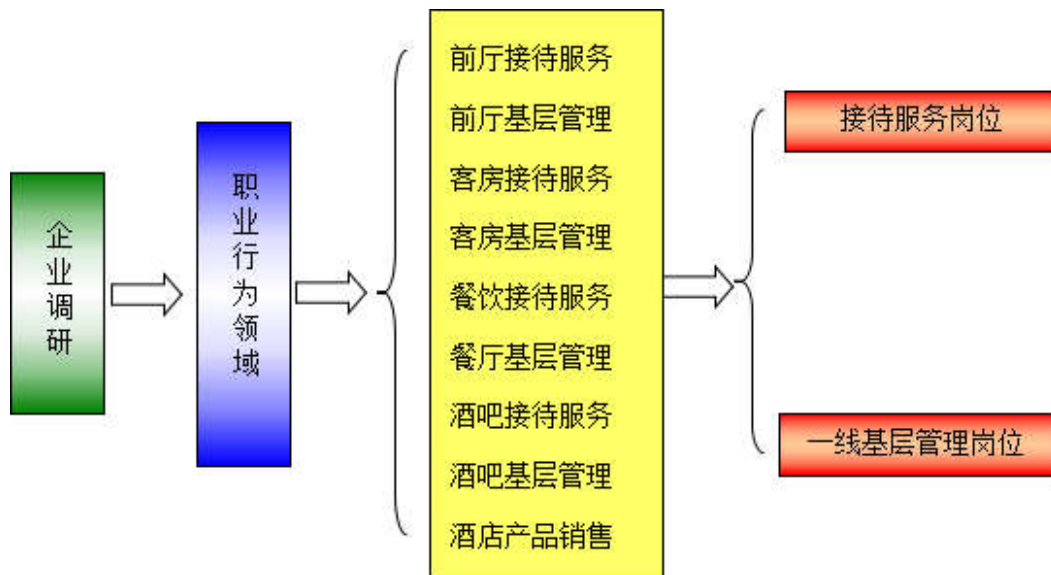 企业调研
职业行为领域
前厅接待服务
前厅基层管理
客房接待服务
客房基层管理
餐饮接待服务
餐厅基层管理
酒吧接待服务
酒吧基层管理
酒店产品销售
接待服务岗位
一线基层管理岗位